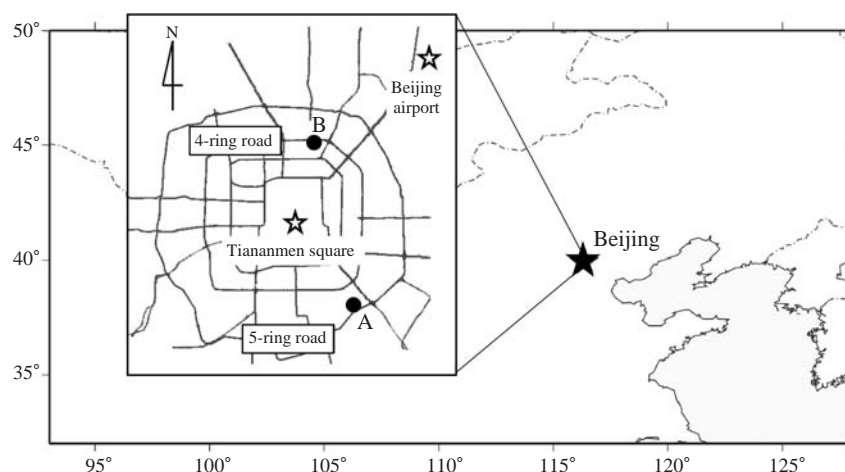 50°
45°
40°
35°
N
Beijing
airport
B
4-ring road
Tiananmen square
A
5-ring road
Beijing
95°
100°
105°
110°
115°
120°
125°